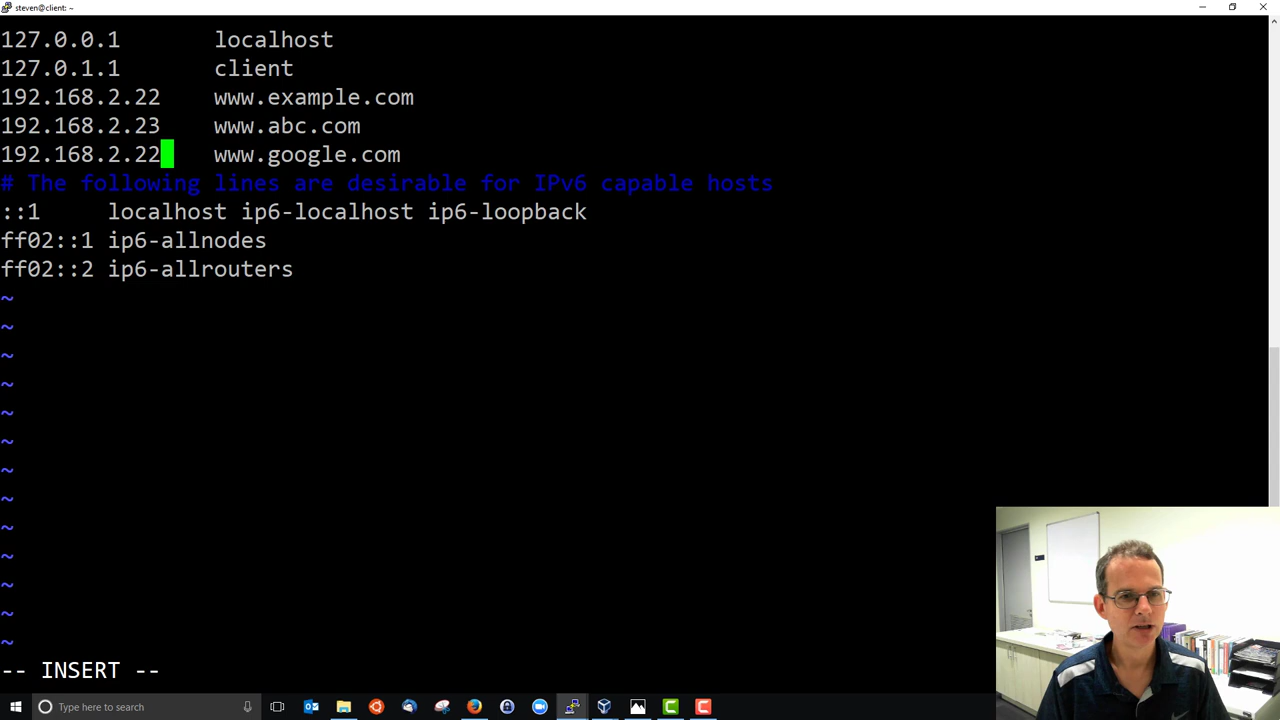 steven@client: ~
127.0.0.1 localhost
127.0.1.1 client
192.168.2.22 www.example.com
192.168.2.23 www.abc.com
192.168.2.22 www.google.com
# The following lines are desirable for IPv6 capable hosts
::1 localhost ip6-localhost ip6-loopback
ff02::1 ip6-allnodes
ff02::2 ip6-allrouters
~
~
~
~
~
~
~
~
~
~
~
~
~
-- INSERT --
Type here to search